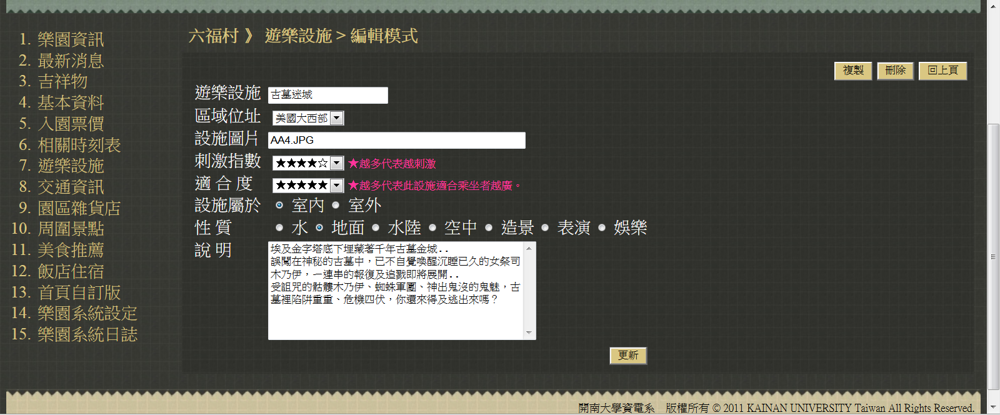 六福村 》 遊樂設施 > 編輯模式
1. 樂園資訊
2. 最新消息
3. 吉祥物
4. 基本資料
5. 入園票價
6. 相關時刻表
7. 遊樂設施
8. 交通資訊
9. 園區雜貨店
10. 周圍景點
11. 美食推薦
12. 飯店住宿
13. 首頁自訂版
14. 樂園系統設定
15. 樂園系統日誌
複製 刪除 回上頁
遊樂設施 古墓迷城
區域位址 美國大西部
設施圖片 AA4.JPG
刺激指數 ★★★★☆ ★越多代表越刺激
適 合 度 ★★★★★ ★越多代表此設施適合乘坐者越廣。
設施屬於 室內 室外
性 質 水 地面 水陸 空中 造景 表演 娛樂
說 明
埃及金字塔底下埋藏著千年古墓金城..
誤闖在神秘的古墓中，已不自覺喚醒沉睡已久的女祭司
木乃伊，一連串的報復及追戮即將展開..
受詛咒的骷髏木乃伊、蜘蛛軍團、神出鬼沒的鬼魅，古
墓裡陷阱重重、危機四伏，你還來得及逃出來嗎？
更新
開南大學資電系 版權所有 © 2011 KAINAN UNIVERSITY Taiwan All Rights Reserved.